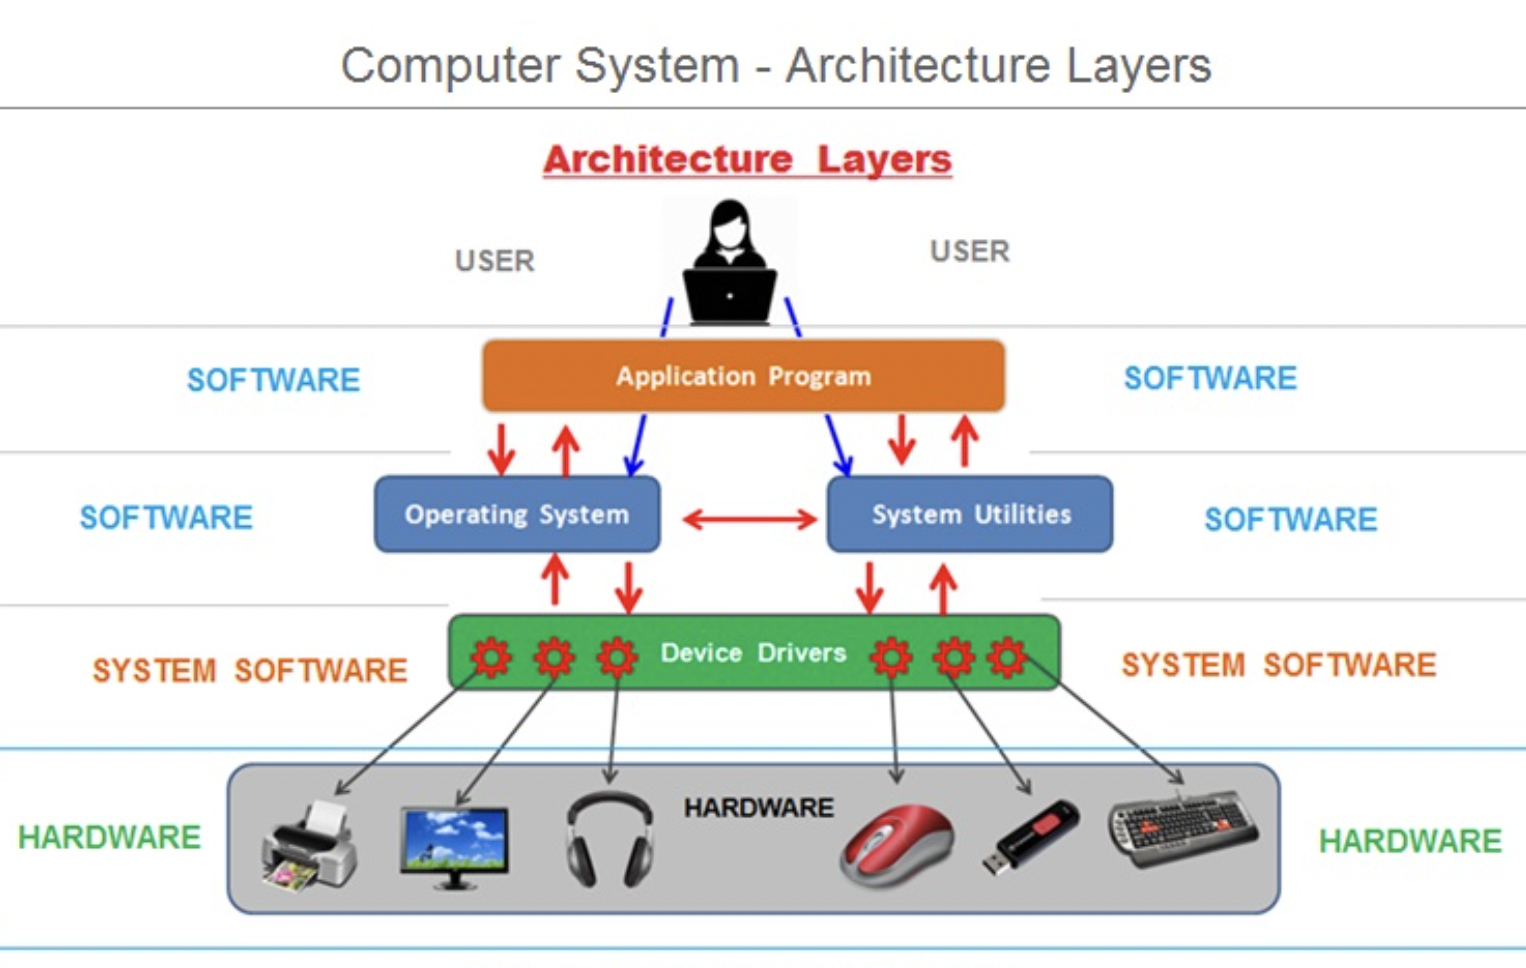 Computer System - Architecture Layers
Architecture Layers
USER
USER
SOFTWARE
Application Program
SOFTWARE
SOFTWARE
Operating System
System Utilities
SOFTWARE
SYSTEM SOFTWARE
Device Drivers
SYSTEM SOFTWARE
HARDWARE
HARDWARE
HARDWARE